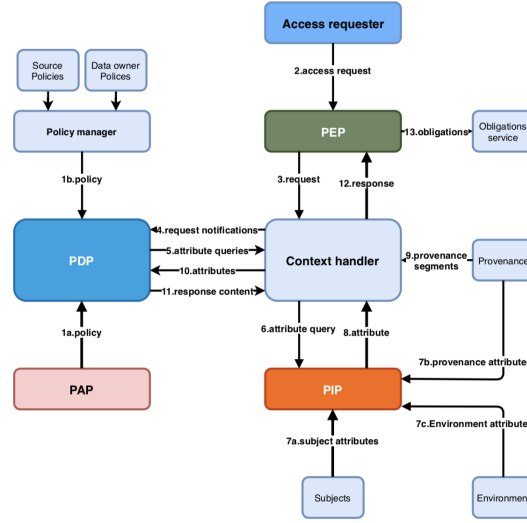 Access requester
Source
Policies
Data owner
Polices
2.access request
Policy manager
PEP
13.obligations
Obligations
service
1b.policy
3.request
12.response
4.request notifications
5.attribute queries
PDP
10.attributes
11.response content
Context handler
9.provenance
segments
Provenance
1a.policy
6.attribute query
8.attribute
7b.provenance attribute
PAP
PIP
7c.Environment attribute
7a.subject attributes
Subjects
Environmen